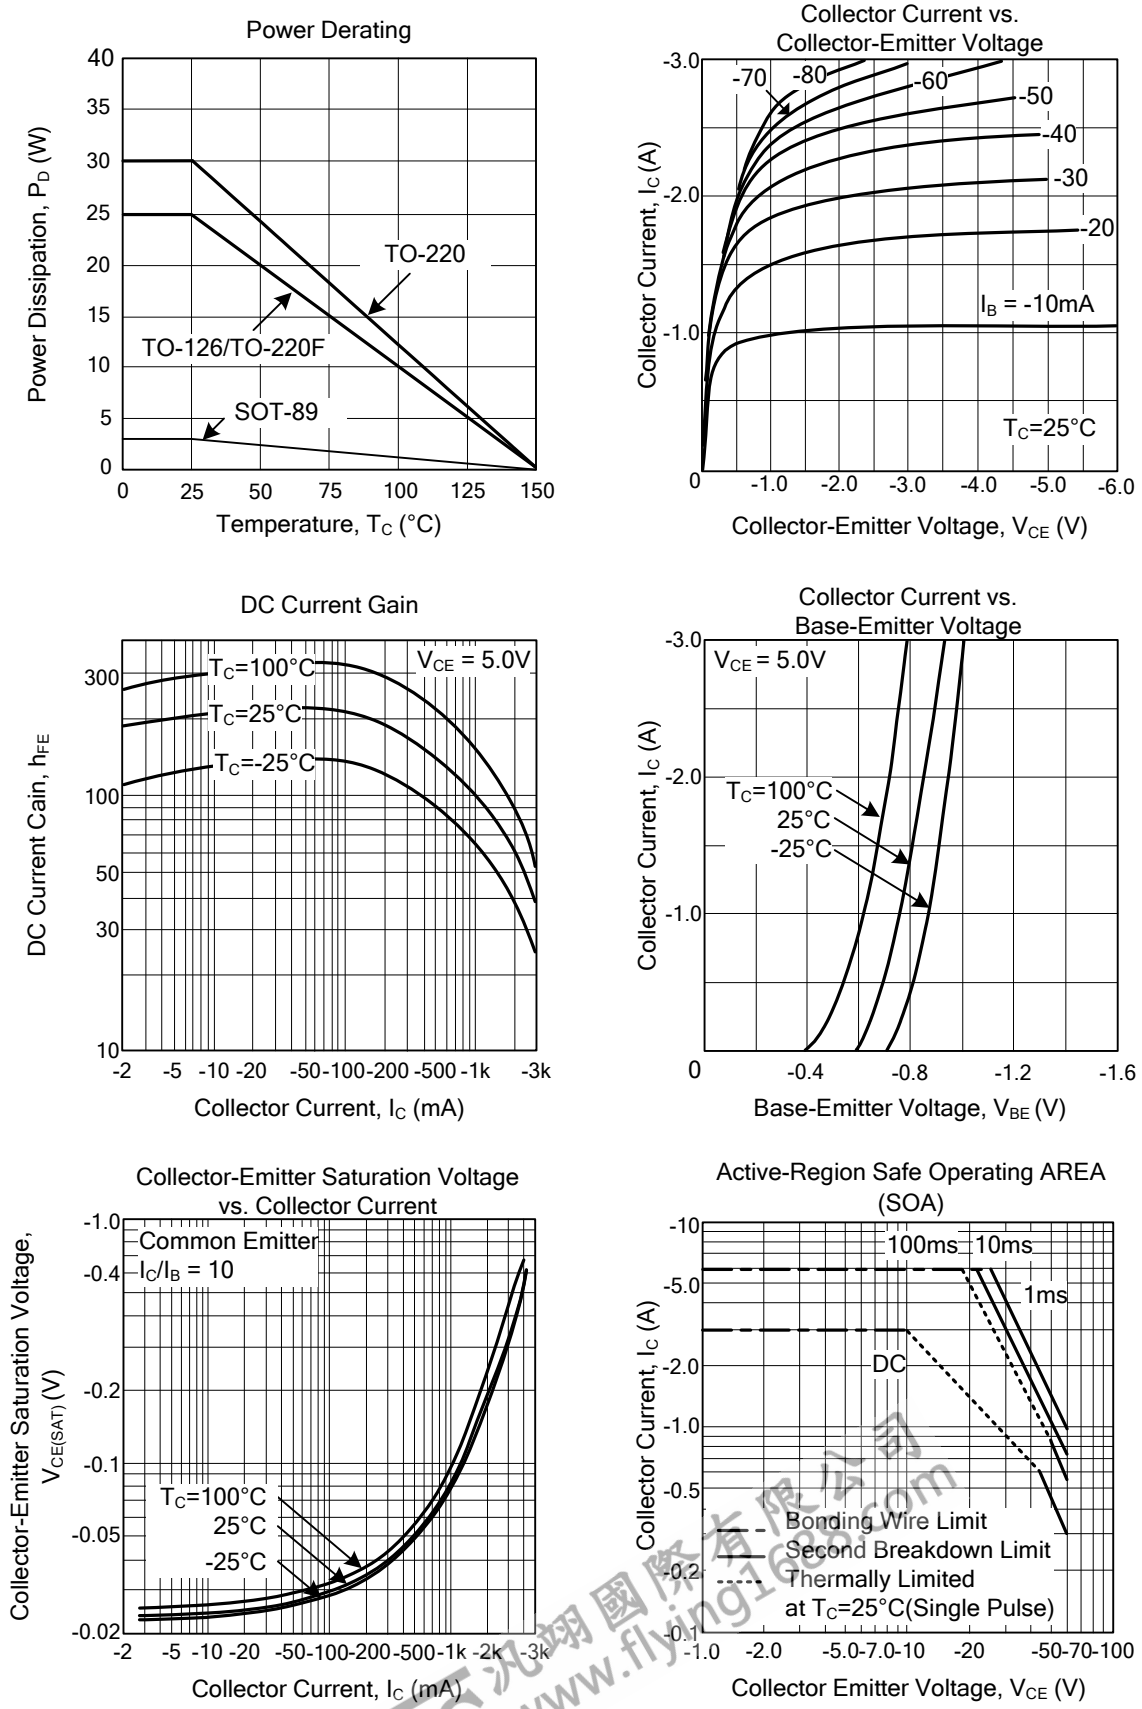 Power Derating
40
35
30
25
20
15
10
5
0
Power Dissipation, PD (W)
TO-220
TO-126/TO-220F
SOT-89
0 25 50 75 100 125 150
Temperature, TC (°C)
Collector Current vs.
Collector-Emitter Voltage
-3.0
-2.0
-1.0
0
Collector Current, IC (A)
-70 -80
-60
-50
-40
-30
-20
IB = -10mA
TC=25°C
-1.0 -2.0 -3.0 -4.0 -5.0 -6.0
Collector-Emitter Voltage, VCE (V)
DC Current Gain
300
100
50
30
10
DC Current Cain, hFE
TC=100°C
VCE = 5.0V
TC=25°C
TC=-25°C
-2 -5 -10 -20 -50-100-200 -500 -1k -3k
Collector Current, IC (mA)
Collector Current vs.
Base-Emitter Voltage
-3.0
-2.0
-1.0
0
Collector Current, IC (A)
VCE = 5.0V
TC=100°C
25°C
-25°C
-0.4 -0.8 -1.2 -1.6
Base-Emitter Voltage, VBE (V)
Collector-Emitter Saturation Voltage
vs. Collector Current
-1.0
-0.4
-0.2
-0.1
-0.05
-0.02
Collector-Emitter Saturation Voltage,
VCE(SAT) (V)
Common Emitter
IC/IB = 10
TC=100°C
25°C
-25°C
-2 -5 -10 -20 -50-100-200 -500-1k -2k -3k
Collector Current, IC (mA)
Active-Region Safe Operating AREA
(SOA)
-10
-5.0
-2.0
-1.0
-0.5
-0.2
-0.1
Collector Current, IC (A)
100ms 10ms
1ms
DC
Bonding Wire Limit
Second Breakdown Limit
Thermally Limited
at TC=25°C(Single Pulse)
-1.0 -2.0 -5.0-7.0-10 -20 -50-70-100
Collector Emitter Voltage, VCE (V)
汎翊國際有限公司
www.flying1688.com